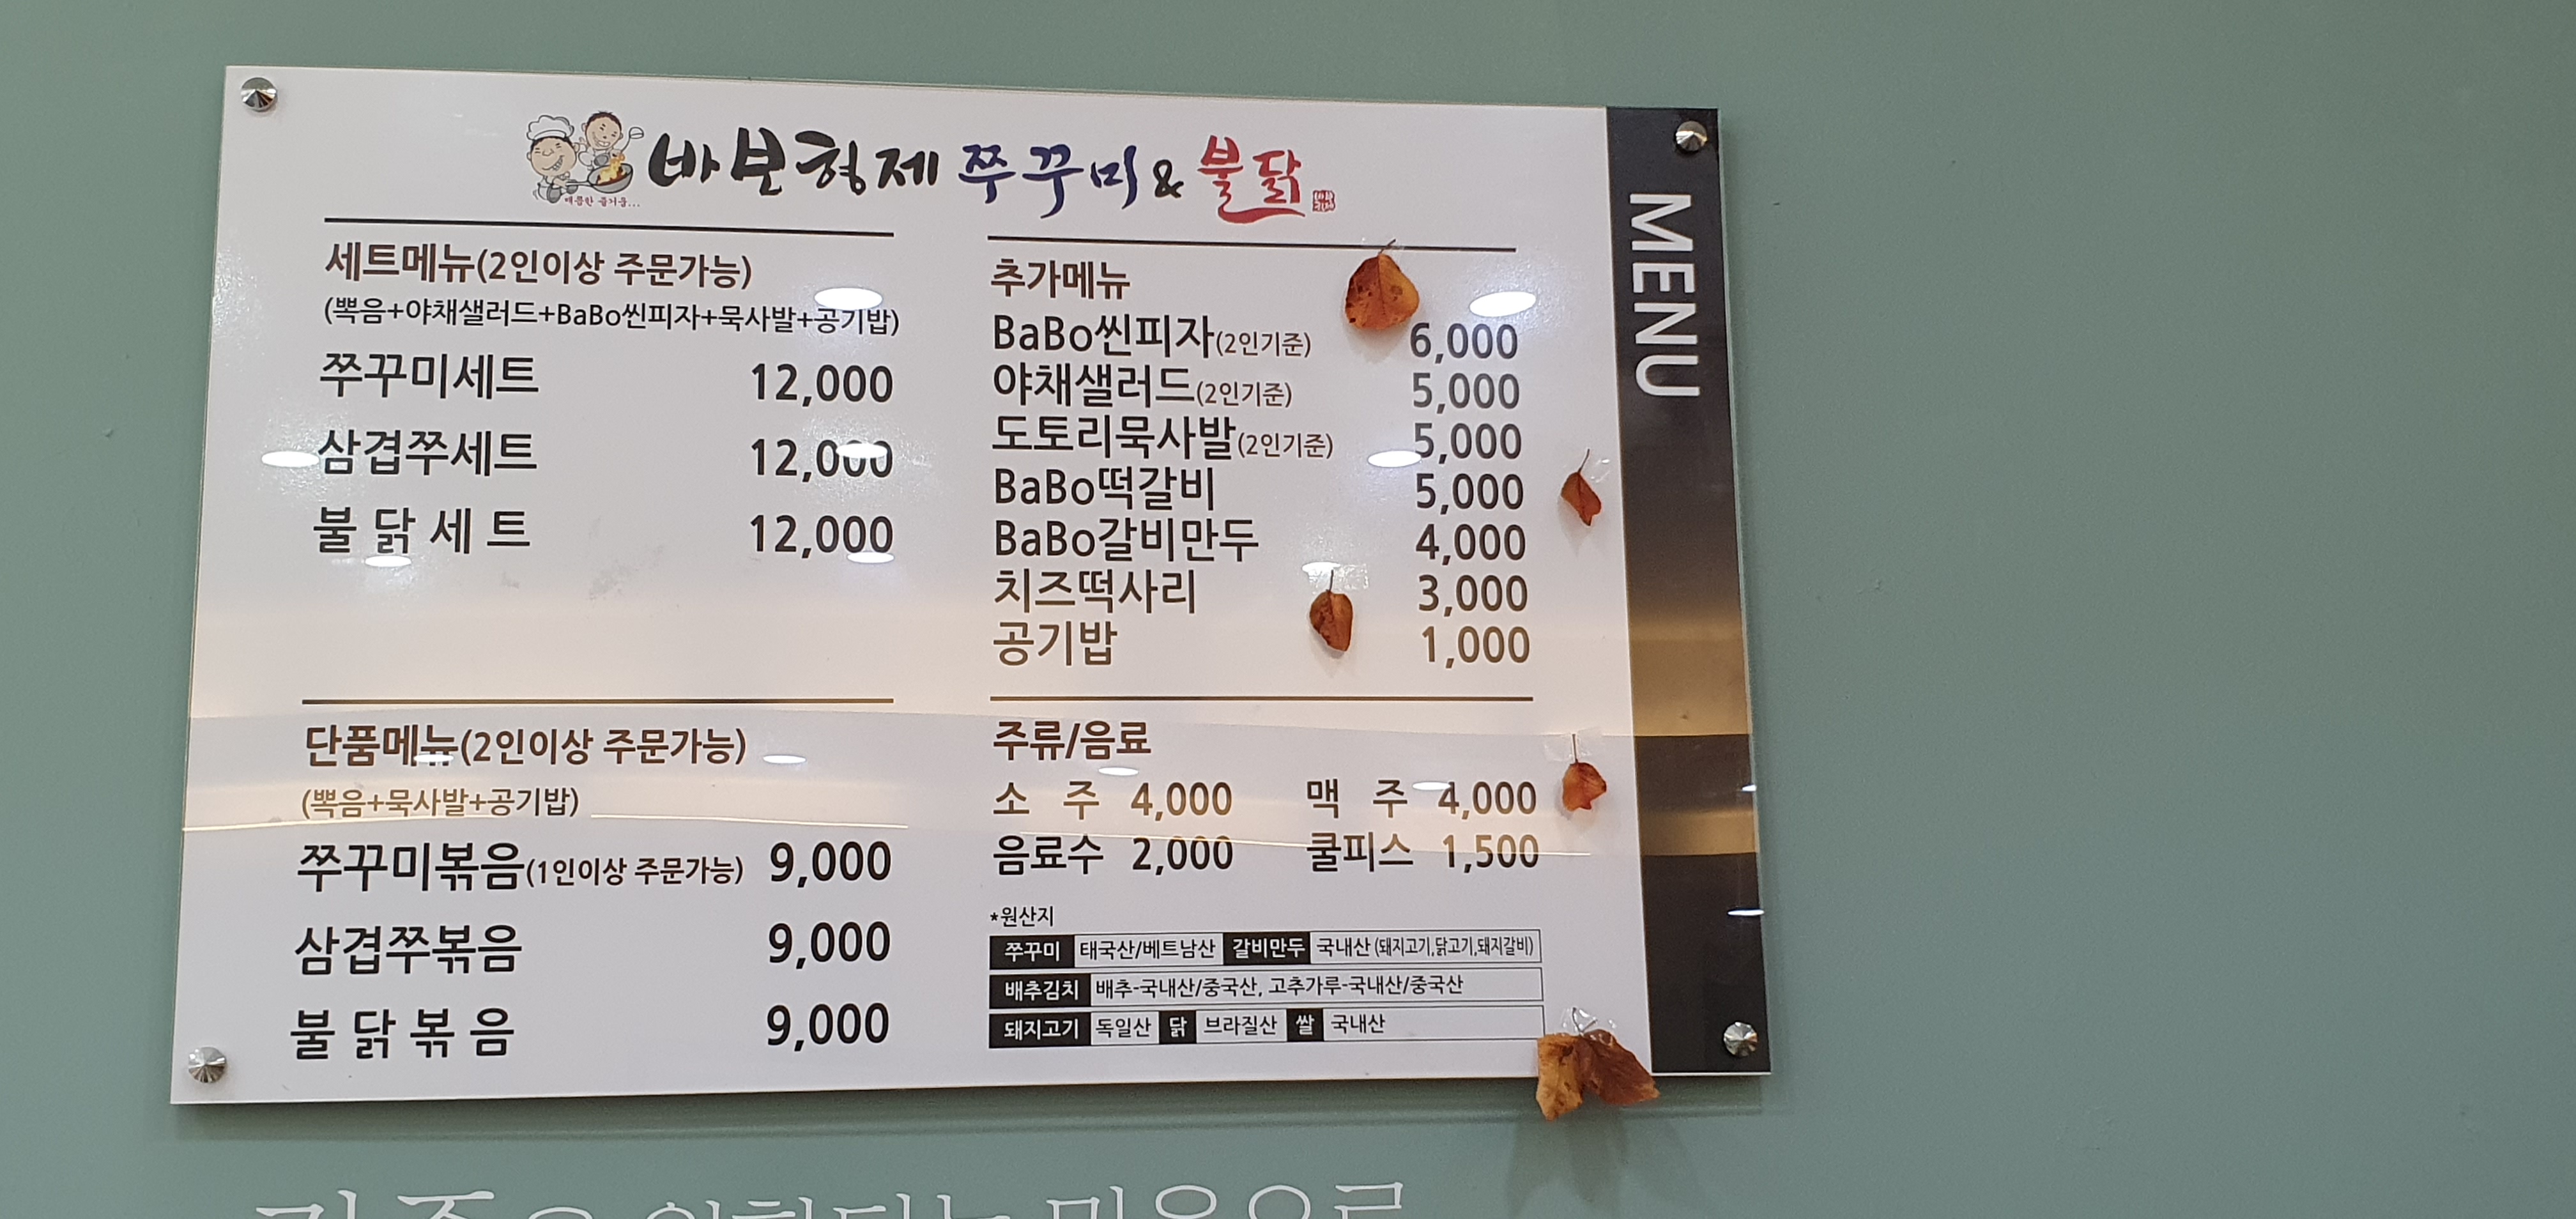 매콤한 즐거움...
바보형제 쭈꾸미 & 불닭
세트메뉴(2인이상 주문가능)
(뽁음+야채샐러드+BaBo씬피자+묵사발+공기밥)
쭈꾸미세트 12,000
삼겹쭈세트 12,000
불닭세트 12,000
단품메뉴(2인이상 주문가능)
(뽁음+묵사발+공기밥)
쭈꾸미볶음(1인이상 주문가능) 9,000
삼겹쭈볶음 9,000
불닭볶음 9,000
추가메뉴
BaBo씬피자(2인기준) 6,000
야채샐러드(2인기준) 5,000
도토리묵사발(2인기준) 5,000
BaBo떡갈비 5,000
BaBo갈비만두 4,000
치즈떡사리 3,000
공기밥 1,000
주류/음료
소주 4,000 맥주 4,000
음료수 2,000 쿨피스 1,500
*원산지
쭈꾸미 태국산/베트남산 갈비만두 국내산 (돼지고기,닭고기,돼지갈비)
배추김치 배추-국내산/중국산, 고추가루-국내산/중국산
돼지고기 독일산 닭 브라질산 쌀 국내산
MENU